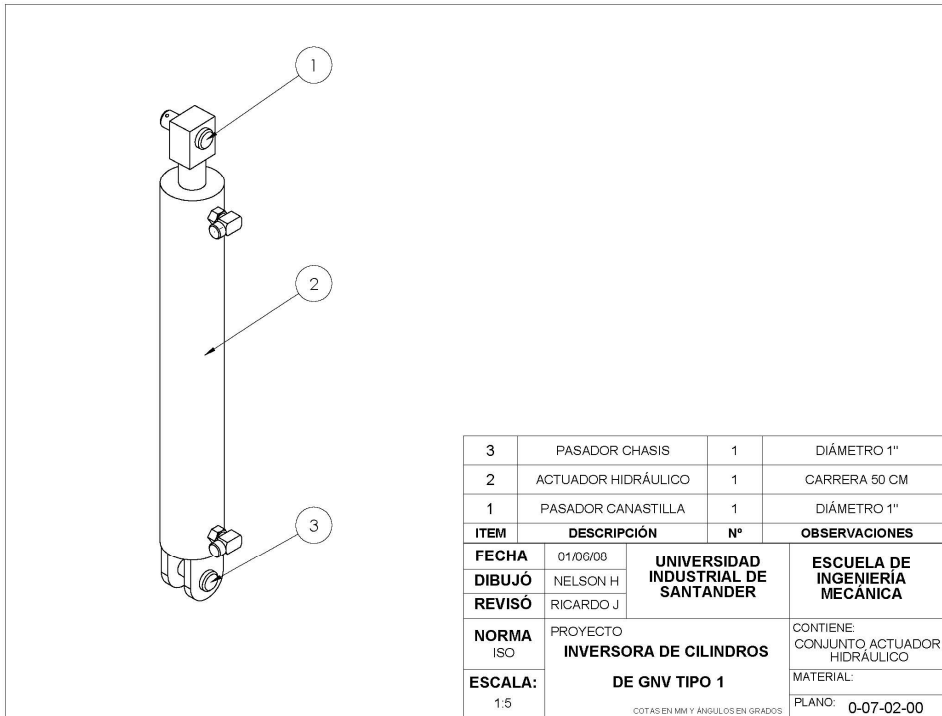 1
2
3
3 PASADOR CHASIS 1 DIÁMETRO 1"
2 ACTUADOR HIDRÁULICO 1 CARRERA 50 CM
1 PASADOR CANASTILLA 1 DIÁMETRO 1"
ITEM DESCRIPCIÓN Nº OBSERVACIONES
FECHA 01/06/08
DIBUJÓ NELSON H
REVISÓ RICARDO J
UNIVERSIDAD
INDUSTRIAL DE
SANTANDER
ESCUELA DE
INGENIERÍA
MECÁNICA
NORMA
ISO
PROYECTO
INVERSORA DE CILINDROS
DE GNV TIPO 1
CONTIENE:
CONJUNTO ACTUADOR
HIDRÁULICO
ESCALA:
1:5
COTAS EN MM Y ÁNGULOS EN GRADOS
MATERIAL:
PLANO: 0-07-02-00